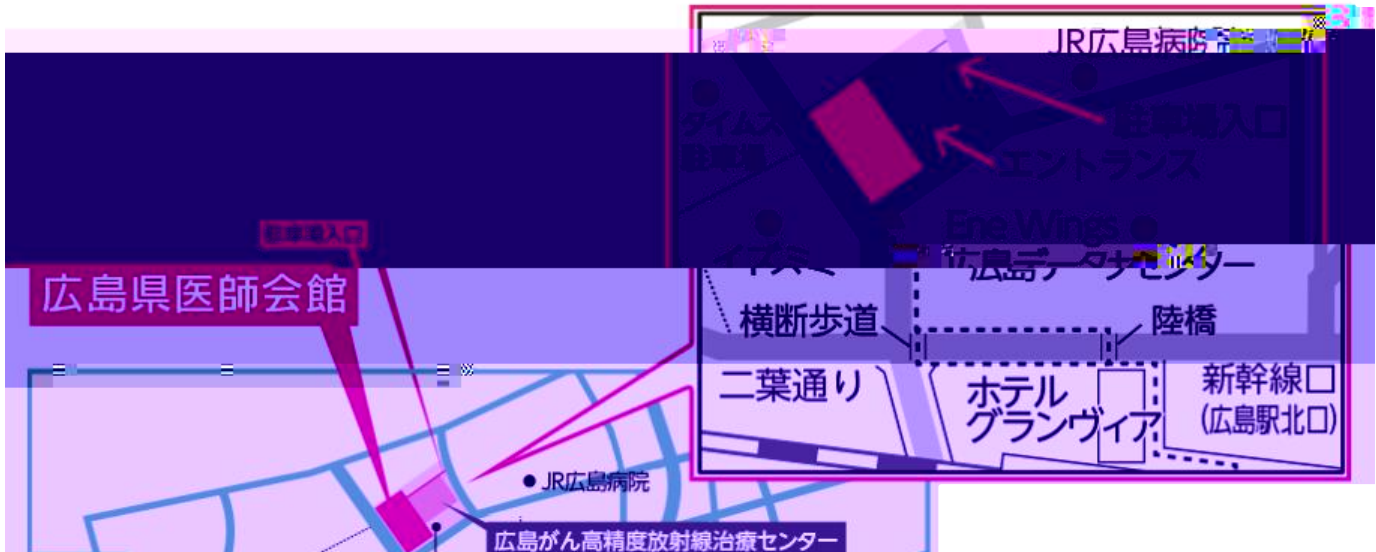 JR広島病院
タイムズ
駐車場
駐車場入口
エントランス
Ene Wings
イズミ
広島データセンター
駐車場入口
広島県医師会館
横断歩道
陸橋
二葉通り
ホテル
グランヴィア
新幹線口
(広島駅北口)
JR広島病院
広島がん高精度放射線治療センター